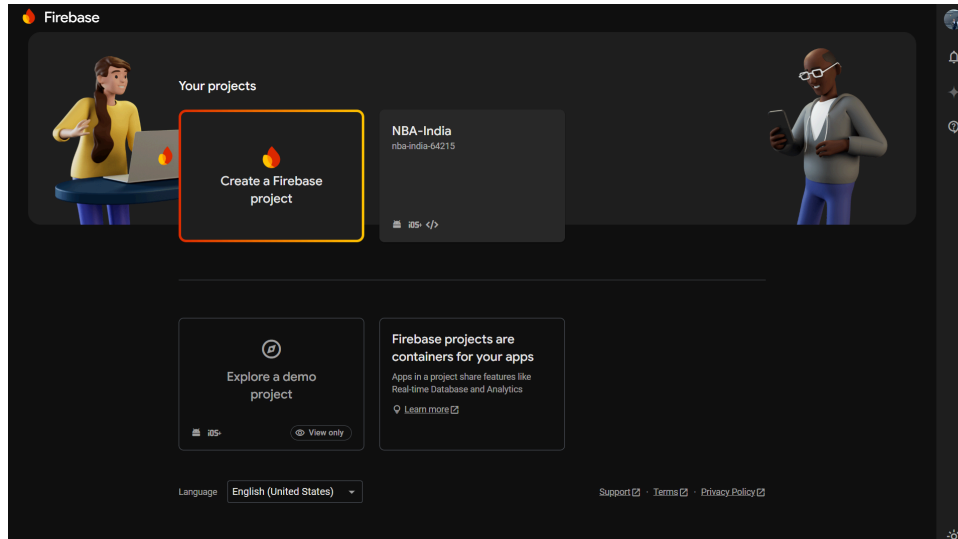 Firebase
Your projects
Create a Firebase
project
NBA-India
nba-india-64215
iOS+ </>
Explore a demo
project
iOS+
View only
Firebase projects are
containers for your apps
Apps in a project share features like
Real-time Database and Analytics
Learn more
Language
English (United States)
Support · Terms · Privacy Policy